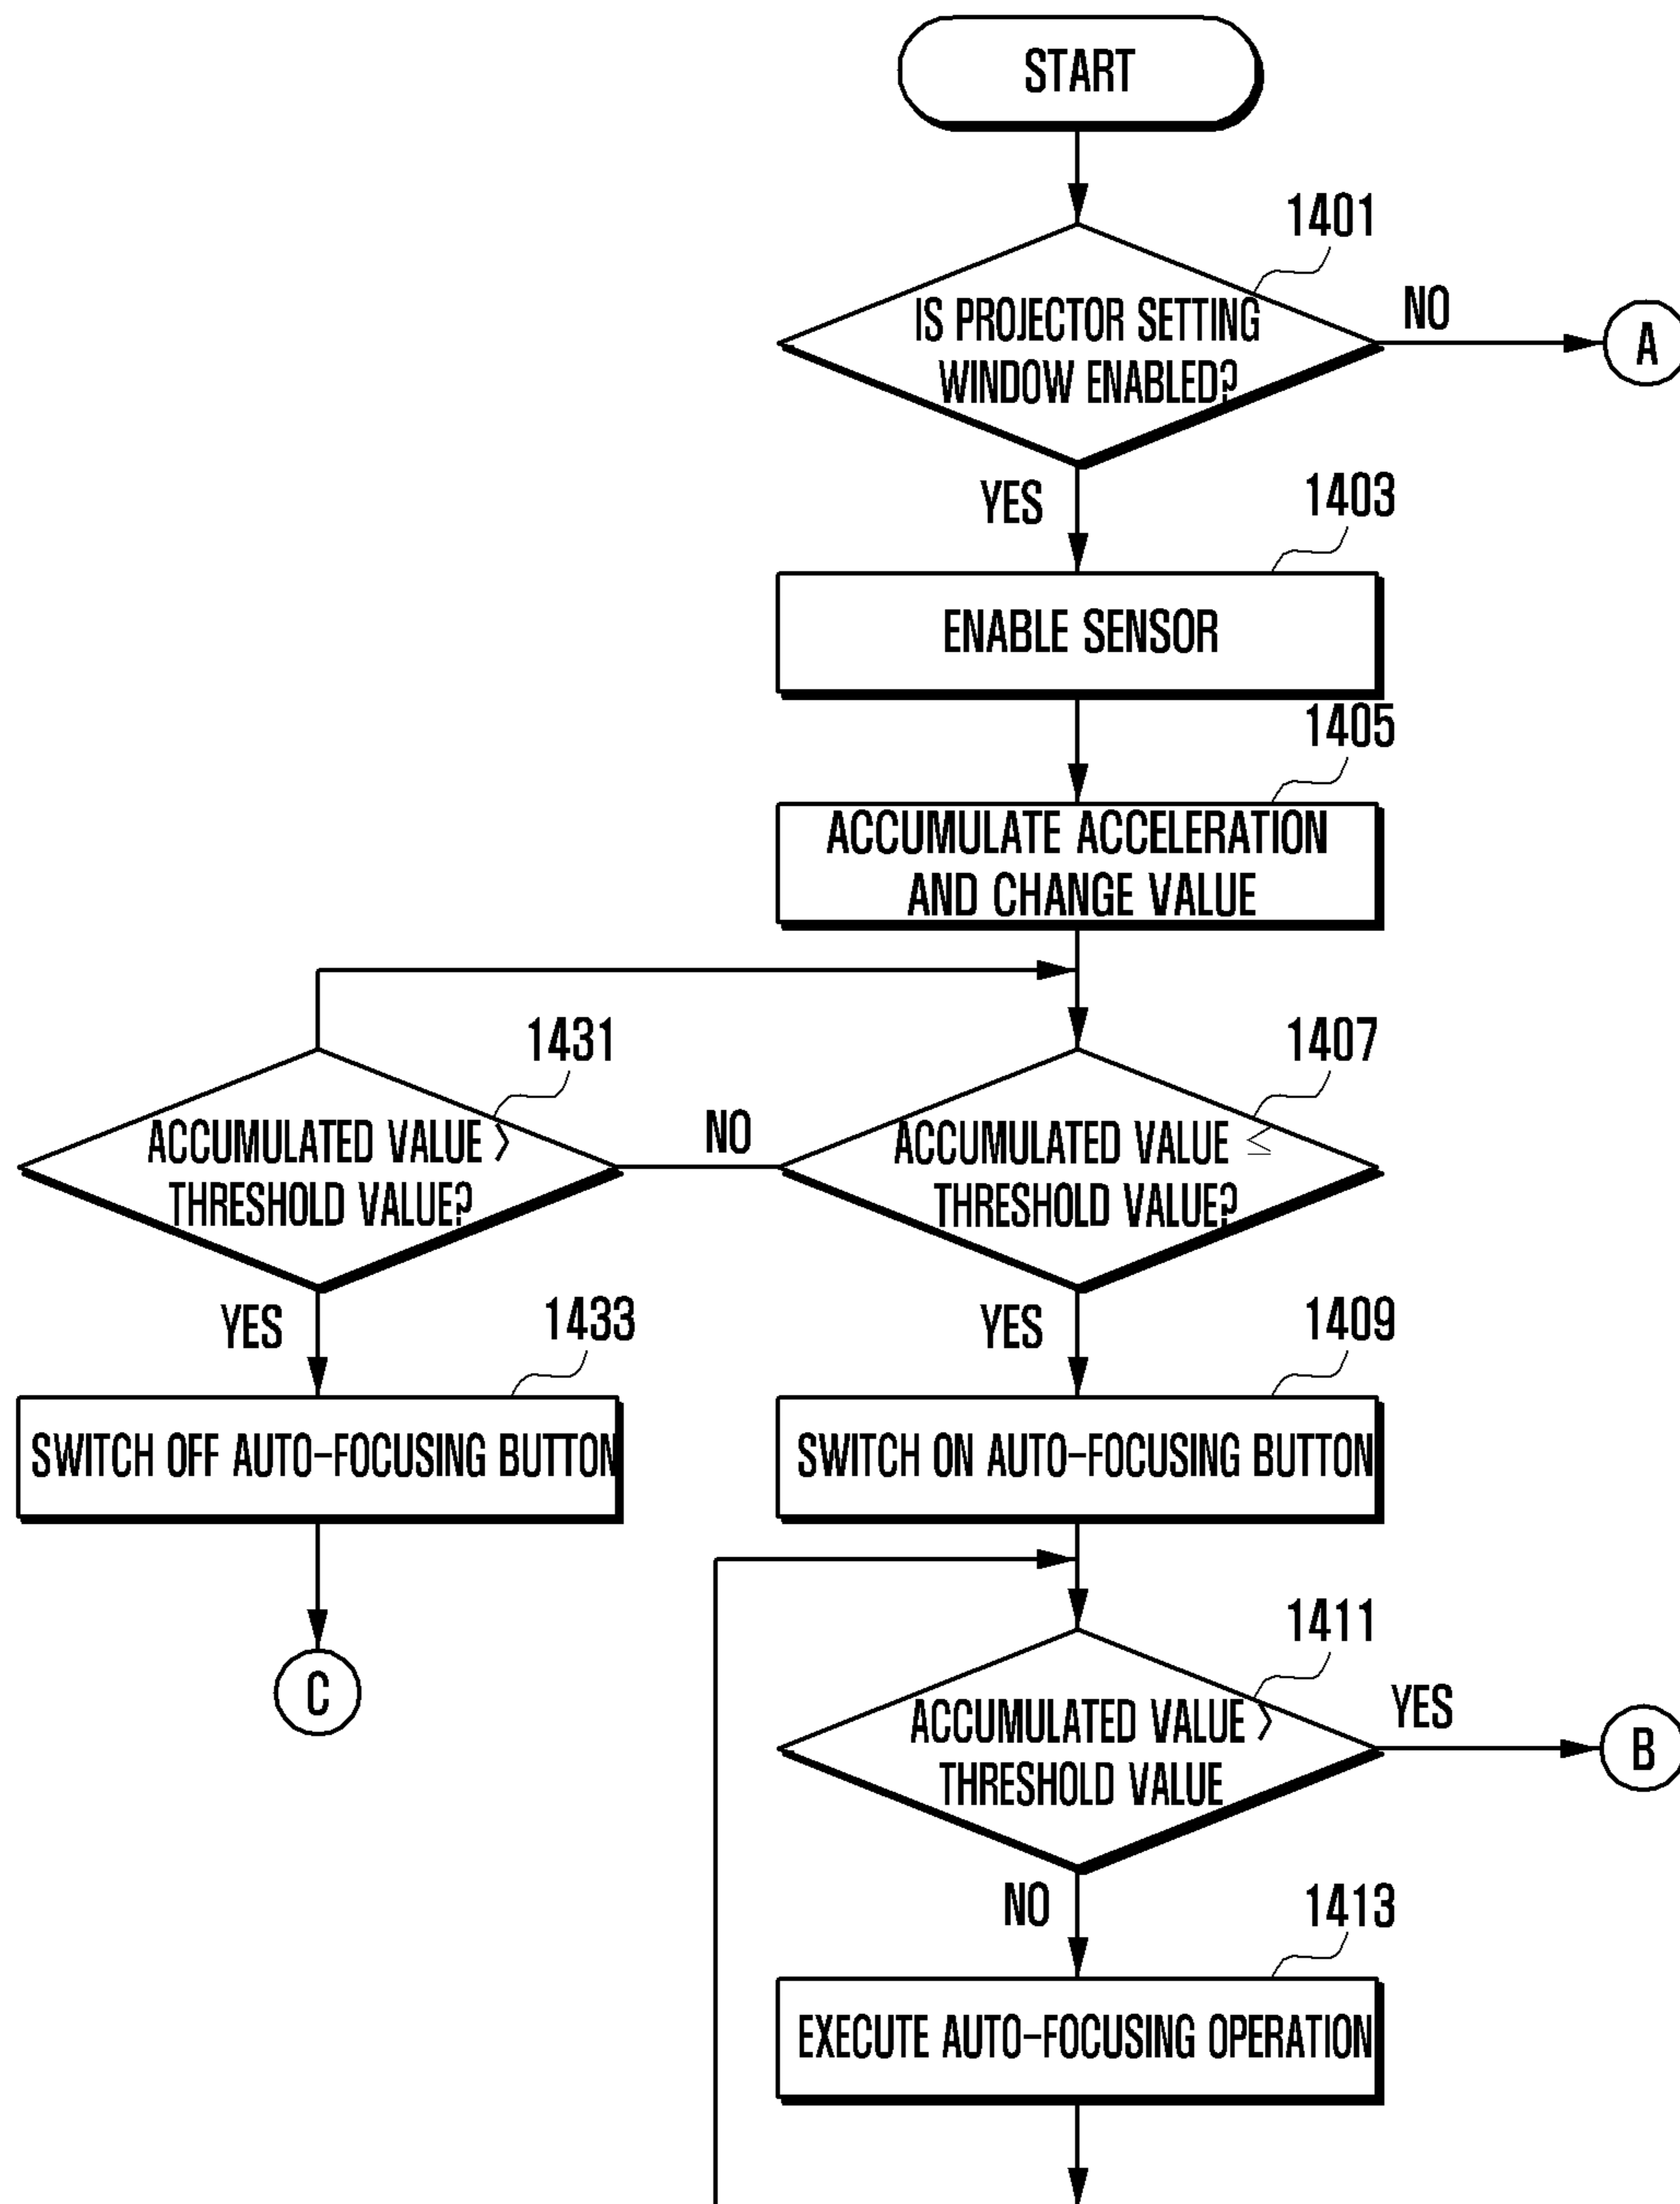 START
1401
IS PROJECTOR SETTING
WINDOW ENABLED?
NO
A
YES
1403
ENABLE SENSOR
1405
ACCUMULATE ACCELERATION
AND CHANGE VALUE
1431
ACCUMULATED VALUE >
THRESHOLD VALUE?
NO
1407
ACCUMULATED VALUE ≤
THRESHOLD VALUE?
YES
1433
SWITCH OFF AUTO-FOCUSING BUTTON
C
YES
1409
SWITCH ON AUTO-FOCUSING BUTTON
1411
ACCUMULATED VALUE >
THRESHOLD VALUE
YES
B
NO
1413
EXECUTE AUTO-FOCUSING OPERATION